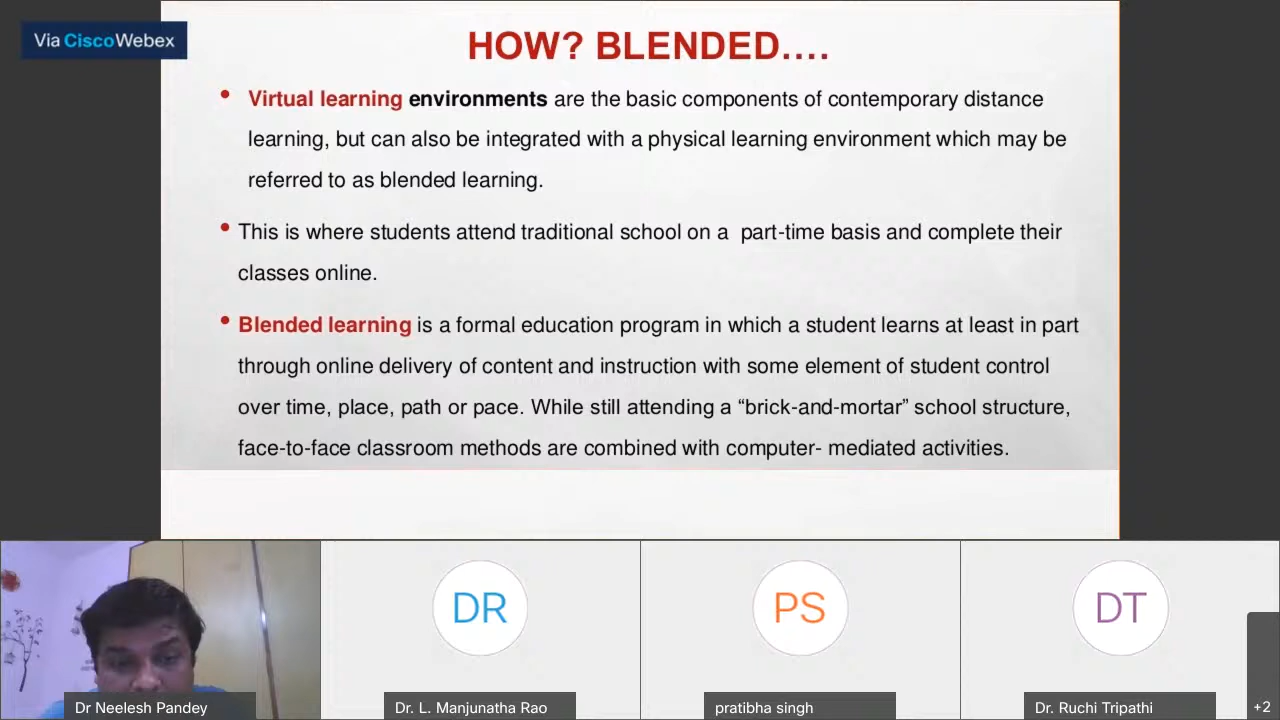 Via CiscoWebex
HOW? BLENDED....
• Virtual learning environments are the basic components of contemporary distance
learning, but can also be integrated with a physical learning environment which may be
referred to as blended learning.
• This is where students attend traditional school on a part-time basis and complete their
classes online.
• Blended learning is a formal education program in which a student learns at least in part
through online delivery of content and instruction with some element of student control
over time, place, path or pace. While still attending a “brick-and-mortar” school structure,
face-to-face classroom methods are combined with computer- mediated activities.
DR
PS
DT
Dr Neelesh Pandey
Dr. L. Manjunatha Rao
pratibha singh
Dr. Ruchi Tripathi
+2